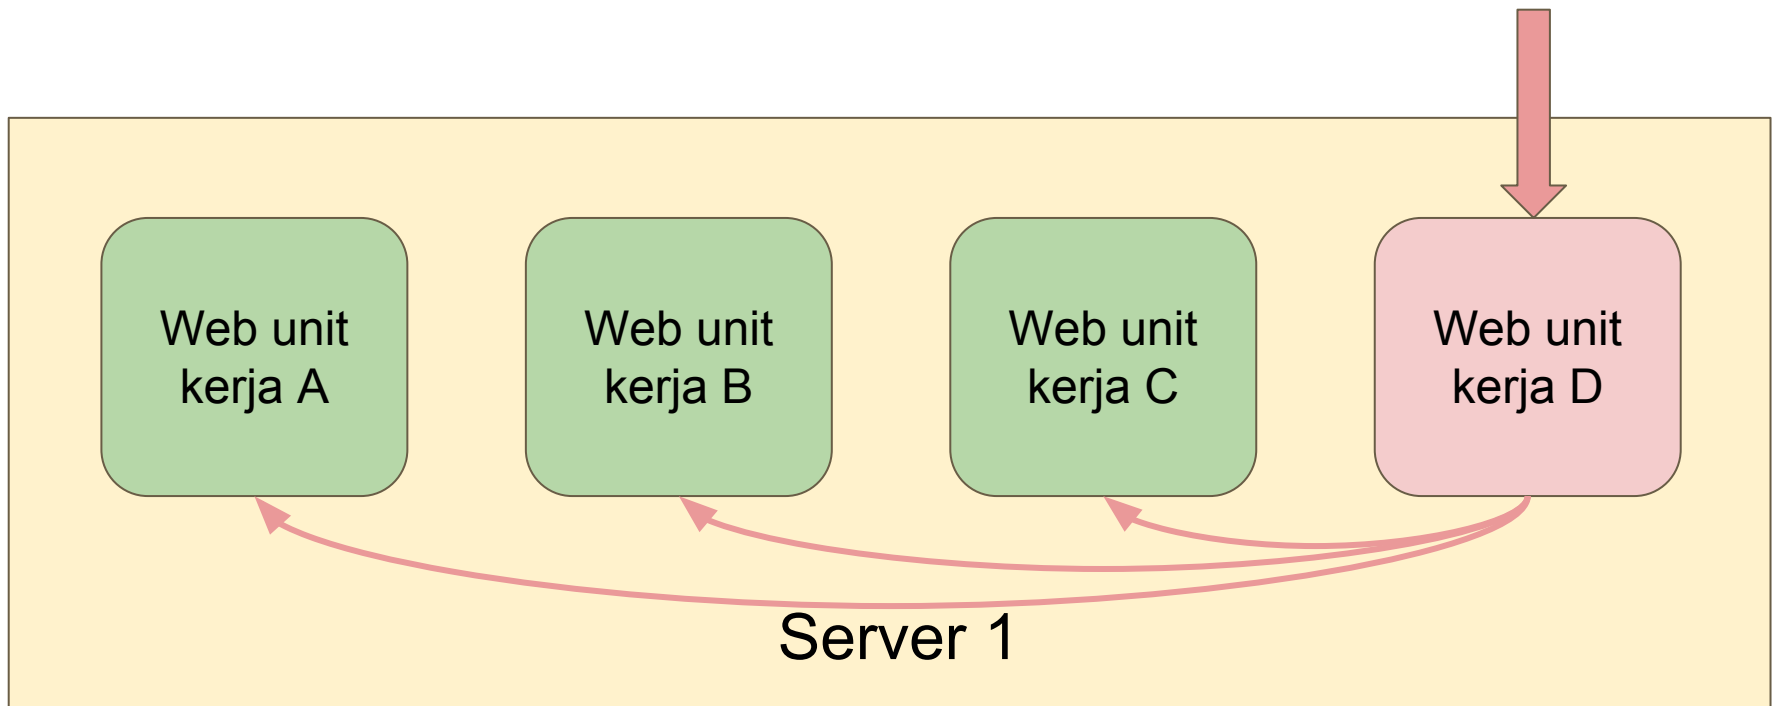 Web unit
kerja A
Web unit
kerja B
Web unit
kerja C
Web unit
kerja D
Server 1